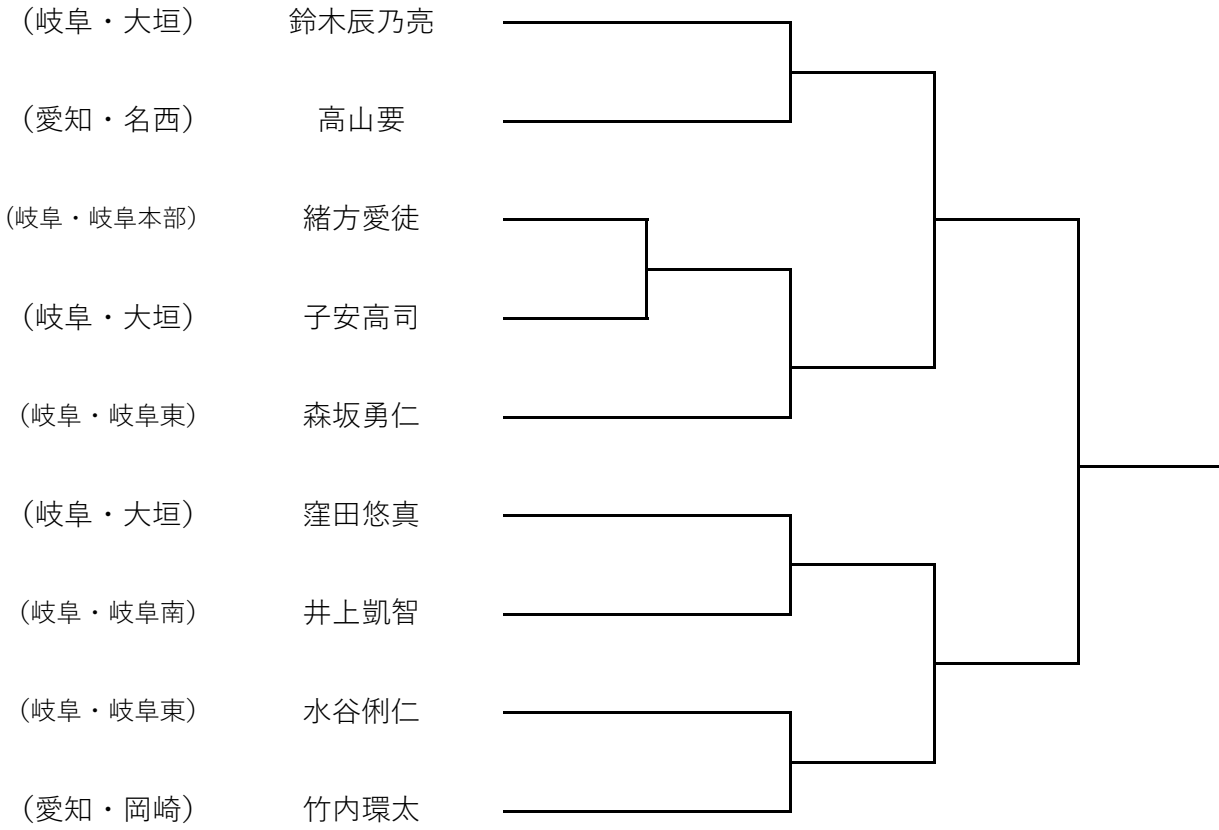 （岐阜・大垣） 鈴木辰乃亮
（愛知・名西） 高山要
（岐阜・岐阜本部） 緒方愛徒
（岐阜・大垣） 子安高司
（岐阜・岐阜東） 森坂勇仁
（岐阜・大垣） 窪田悠真
（岐阜・岐阜南） 井上凱智
（岐阜・岐阜東） 水谷俐仁
（愛知・岡崎） 竹内環太